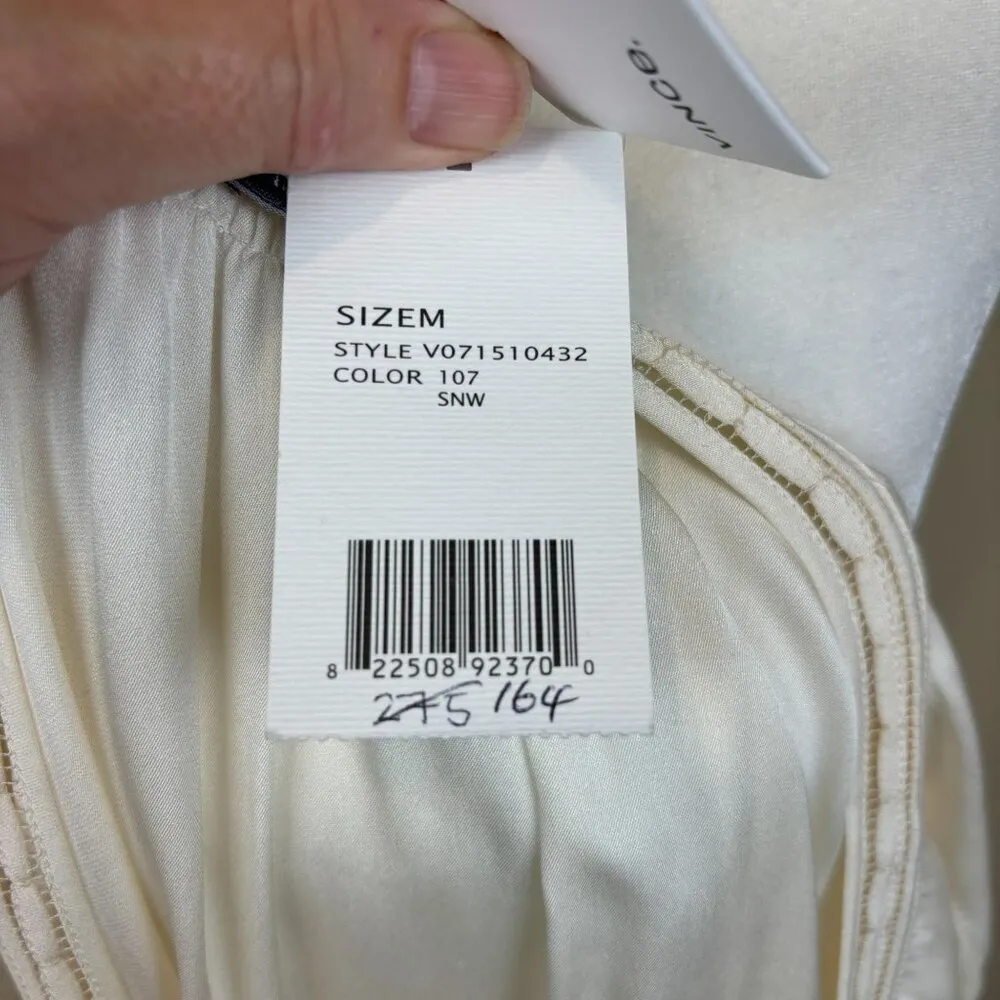 VINCE.
SIZEM
STYLE V071510432
COLOR 107
SNW
8 22508 92370 0
275 164